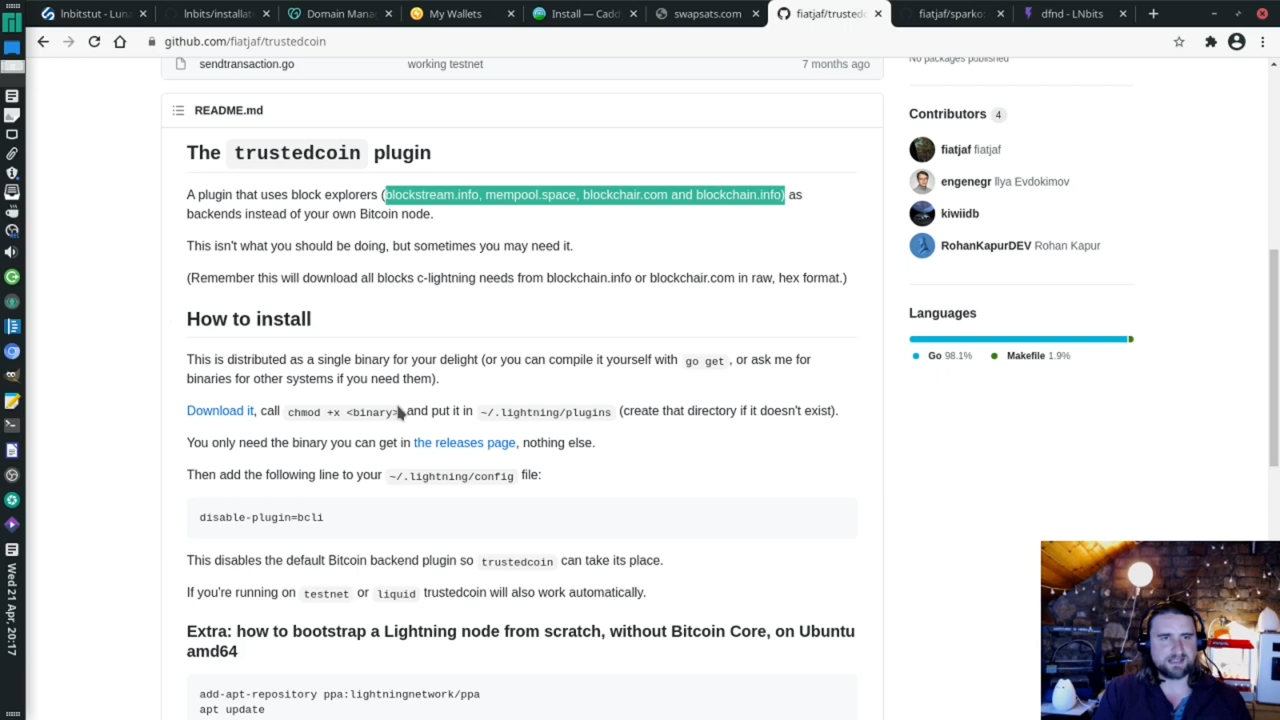 lnbitstut - Luna
lnbits/installat
Domain Mana
My Wallets
Install — Cadd
swapsats.com
fiatjaf/trustedc
fiatjaf/sparko:
dfnd - LNbits
github.com/fiatjaf/trustedcoin
sendtransaction.go working testnet 7 months ago
No packages published
README.md
The trustedcoin plugin
A plugin that uses block explorers (blockstream.info, mempool.space, blockchair.com and blockchain.info) as
backends instead of your own Bitcoin node.
This isn't what you should be doing, but sometimes you may need it.
(Remember this will download all blocks c-lightning needs from blockchain.info or blockchair.com in raw, hex format.)
How to install
This is distributed as a single binary for your delight (or you can compile it yourself with go get , or ask me for
binaries for other systems if you need them).
Download it, call chmod +x <binary> and put it in ~/.lightning/plugins (create that directory if it doesn't exist).
You only need the binary you can get in the releases page, nothing else.
Then add the following line to your ~/.lightning/config file:
disable-plugin=bcli
This disables the default Bitcoin backend plugin so trustedcoin can take its place.
If you're running on testnet or liquid trustedcoin will also work automatically.
Extra: how to bootstrap a Lightning node from scratch, without Bitcoin Core, on Ubuntu
amd64
add-apt-repository ppa:lightningnetwork/ppa
apt update
Contributors 4
fiatjaf fiatjaf
engenegr Ilya Evdokimov
kiwiidb
RohanKapurDEV Rohan Kapur
Languages
Go 98.1% Makefile 1.9%
Wed 21 Apr, 20:17